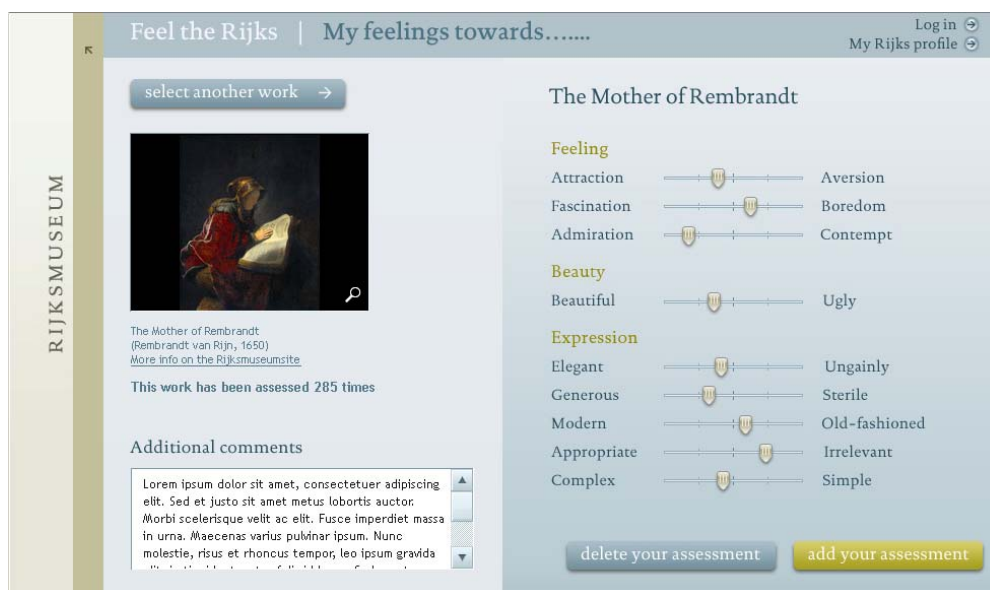 Feel the Rijks | My feelings towards.......
Log in
My Rijks profile
RIJKSMUSEUM
select another work
The Mother of Rembrandt
(Rembrandt van Rijn, 1650)
More info on the Rijksmuseumsite
This work has been assessed 285 times
Additional comments
Lorem ipsum dolor sit amet, consectetuer adipiscing
elit. Sed et justo sit amet metus lobortis auctor.
Morbi scelerisque velit ac elit. Fusce imperdiet massa
in urna. Maecenas varius pulvinar ipsum. Nunc
molestie, risus et rhoncus tempor, leo ipsum gravida
The Mother of Rembrandt
Feeling
Attraction Aversion
Fascination Boredom
Admiration Contempt
Beauty
Beautiful Ugly
Expression
Elegant Ungainly
Generous Sterile
Modern Old-fashioned
Appropriate Irrelevant
Complex Simple
delete your assessment
add your assessment